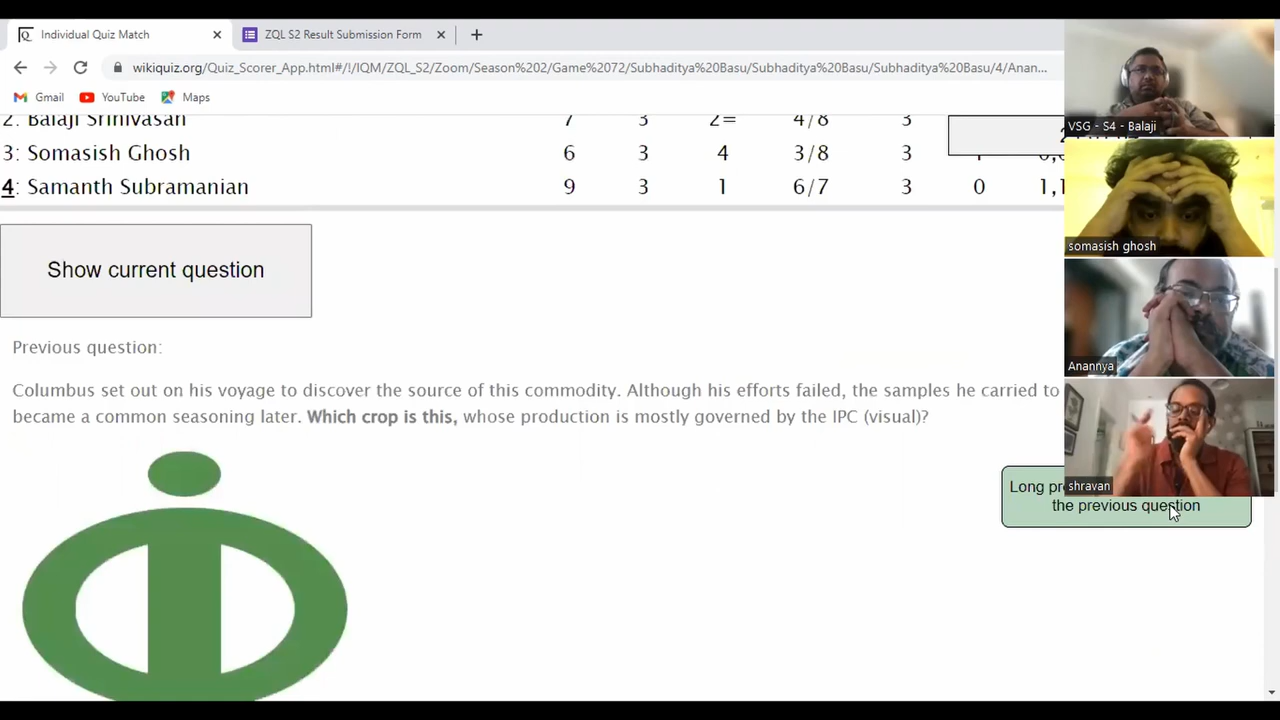 Individual Quiz Match
ZQL S2 Result Submission Form
wikiquiz.org/Quiz_Scorer_App.html#/I/IQM/ZQL_S2/Zoom/Season%202/Game%2072/Subhaditya%20Basu/Subhaditya%20Basu/Subhaditya%20Basu/4/Anan...
Gmail YouTube Maps
2: Balaji Srinivasan 7 3 2= 4/8 3
3: Somasish Ghosh 6 3 4 3/8 3
4: Samanth Subramanian 9 3 1 6/7 3 0 1,1
Show current question
Previous question:
Columbus set out on his voyage to discover the source of this commodity. Although his efforts failed, the samples he carried to
became a common seasoning later. Which crop is this, whose production is mostly governed by the IPC (visual)?
Long pr
the previous question
VSG - S4 - Balaji
somasish ghosh
Anannya
shravan